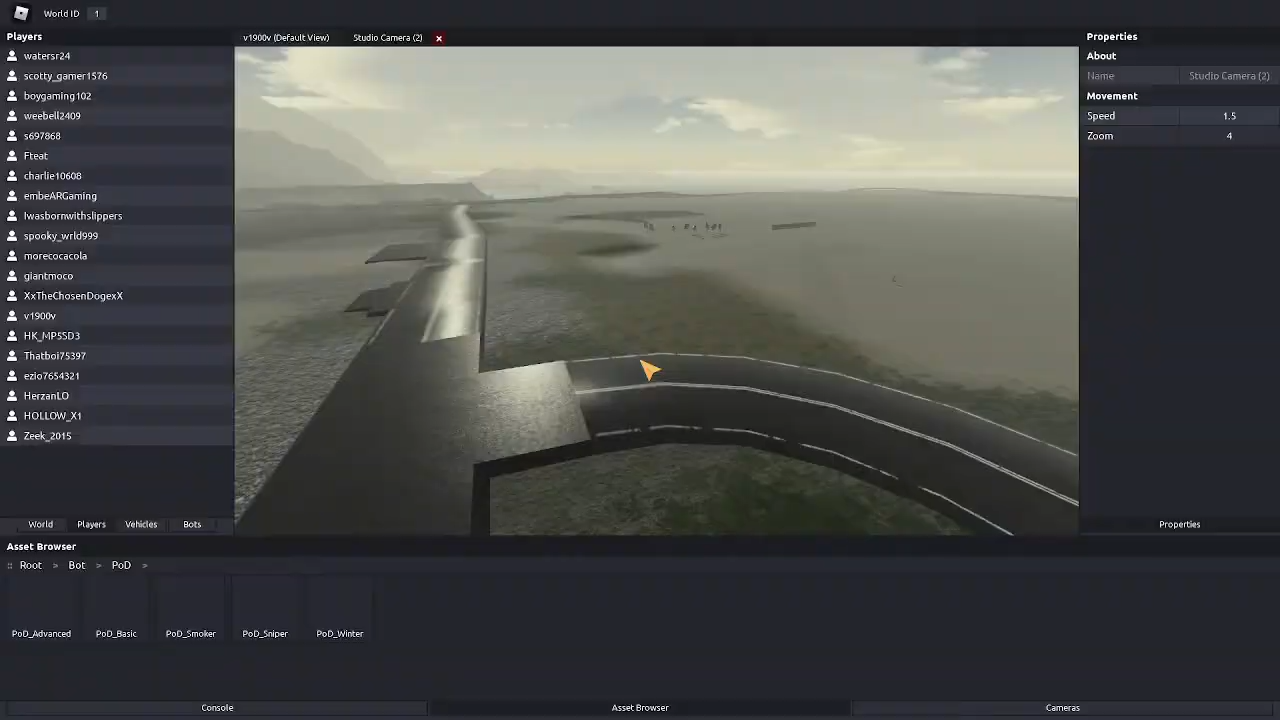 World ID 1
Players
v1900v (Default View) Studio Camera (2) x
Properties
watersr24
scotty_gamer1576
boygaming102
weebell2409
s697868
Fteat
charlie10608
embeARGaming
Iwasbornwithslippers
spooky_wrld999
morecocacola
giantmoco
XxTheChosenDogexX
v1900v
HK_MP5SD3
Thatboi75397
ezio7654321
HerzanLO
HOLLOW_X1
Zeek_2015
About
Name Studio Camera (2)
Movement
Speed 1.5
Zoom 4
World Players Vehicles Bots
Properties
Asset Browser
:: Root > Bot > PoD >
PoD_Advanced PoD_Basic PoD_Smoker PoD_Sniper PoD_Winter
Console Asset Browser Cameras